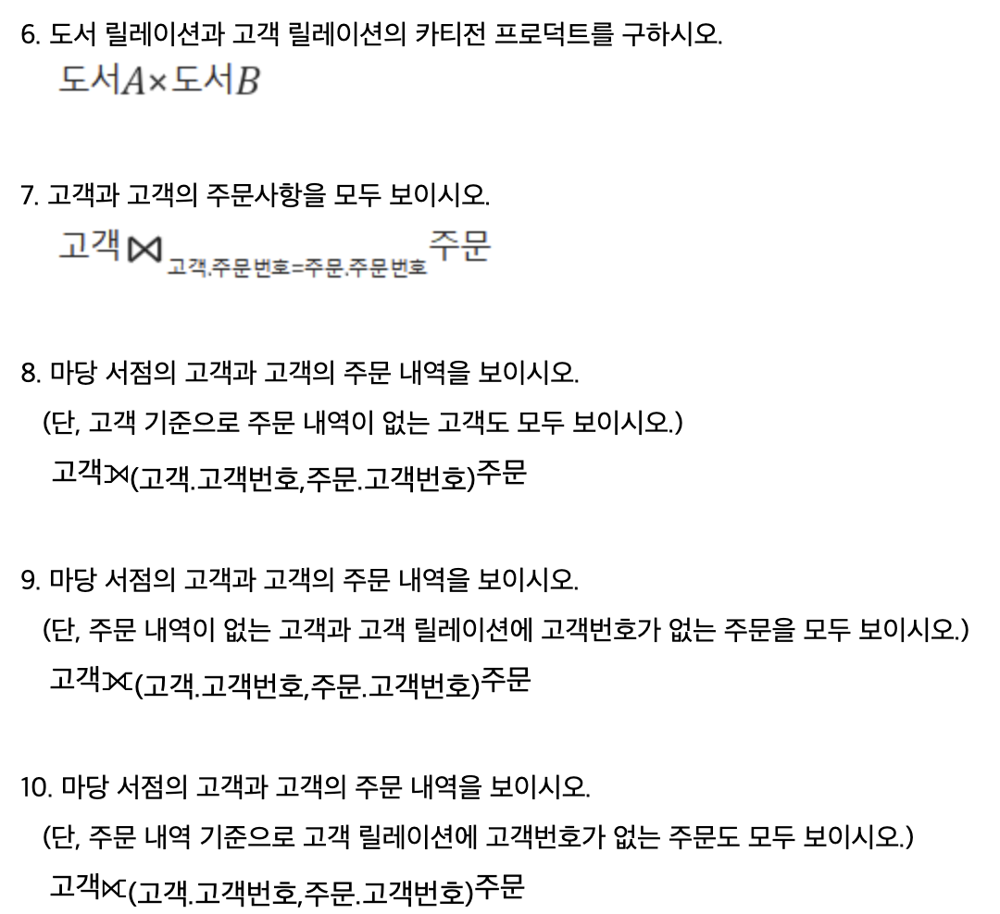 6. 도서 릴레이션과 고객 릴레이션의 카티전 프로덕트를 구하시오.
도서A×도서B
7. 고객과 고객의 주문사항을 모두 보이시오.
고객⋈고객.주문번호=주문.주문번호주문
8. 마당 서점의 고객과 고객의 주문 내역을 보이시오.
(단, 고객 기준으로 주문 내역이 없는 고객도 모두 보이시오.)
고객⟕(고객.고객번호,주문.고객번호)주문
9. 마당 서점의 고객과 고객의 주문 내역을 보이시오.
(단, 주문 내역이 없는 고객과 고객 릴레이션에 고객번호가 없는 주문을 모두 보이시오.)
고객⟗(고객.고객번호,주문.고객번호)주문
10. 마당 서점의 고객과 고객의 주문 내역을 보이시오.
(단, 주문 내역 기준으로 고객 릴레이션에 고객번호가 없는 주문도 모두 보이시오.)
고객⟖(고객.고객번호,주문.고객번호)주문